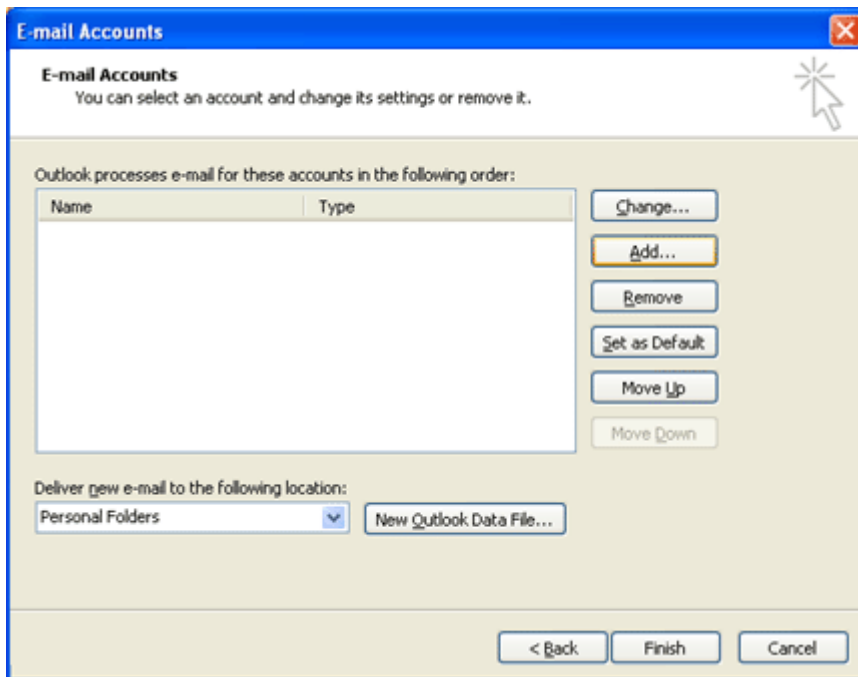 E-mail Accounts
E-mail Accounts
You can select an account and change its settings or remove it.
Outlook processes e-mail for these accounts in the following order:
Name Type
Change...
Add...
Remove
Set as Default
Move Up
Move Down
Deliver new e-mail to the following location:
Personal Folders
New Outlook Data File...
< Back Finish Cancel